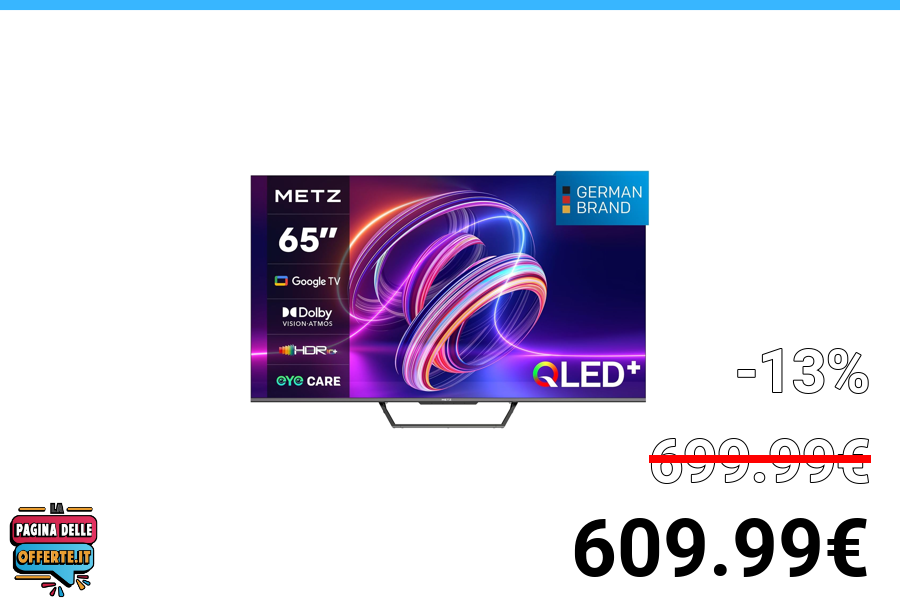 METZ
65"
Google TV
Dolby
VISION·ATMOS
HDR
eye CARE
GERMAN
BRAND
QLED+
METZ
-13%
699.99€
609.99€
LA
PAGINA DELLE
OFFERTE.IT